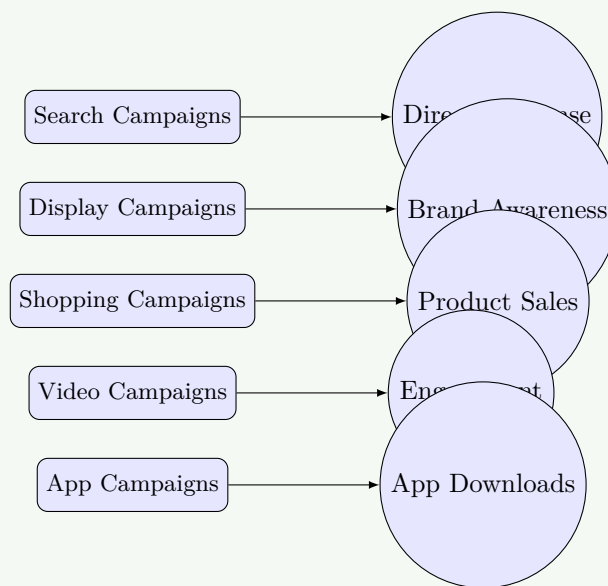 Search Campaigns
Display Campaigns
Brand Awareness
Shopping Campaigns
Product Sales
Video Campaigns
App Campaigns
App Downloads